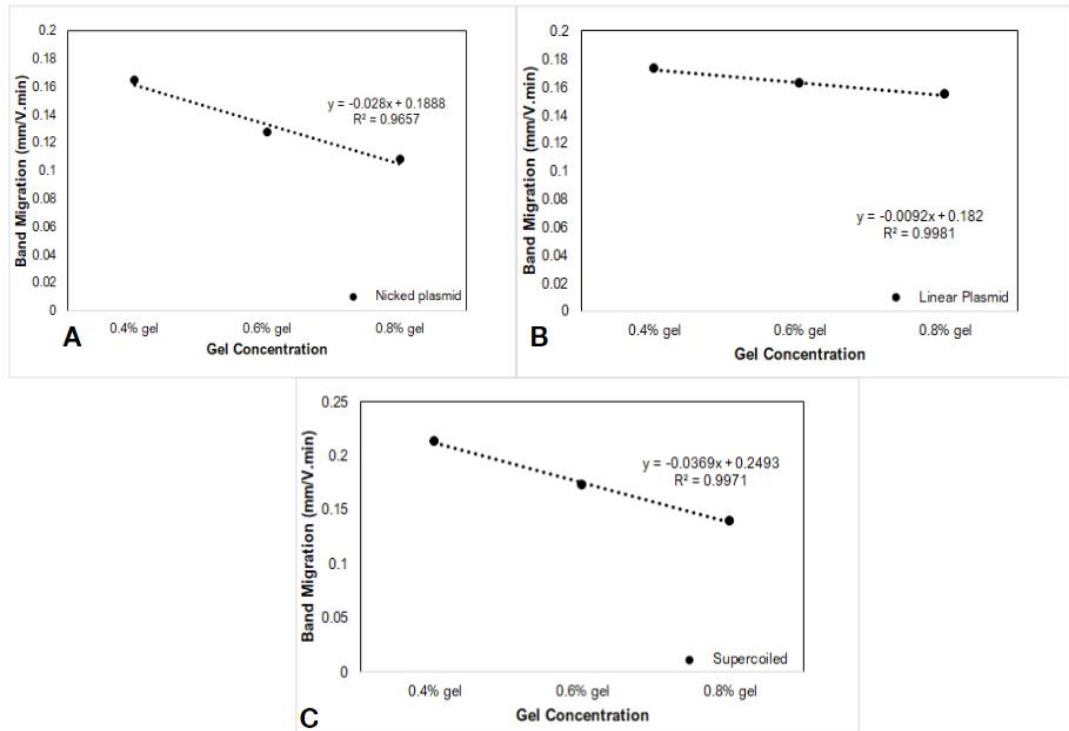 0.2
0.18
0.16
0.14
0.12
0.1
0.08
0.06
0.04
0.02
0
Band Migration (mm/V.min)
y = -0.028x + 0.1888
R² = 0.9657
Nicked plasmid
0.4% gel
0.6% gel
0.8% gel
Gel Concentration
A
0.2
0.18
0.16
0.14
0.12
0.1
0.08
0.06
0.04
0.02
0
Band Migration (mm/V.min)
y = -0.0092x + 0.182
R² = 0.9981
Linear Plasmid
0.4% gel
0.6% gel
0.8% gel
Gel Concentration
B
0.25
0.2
0.15
0.1
0.05
0
Band Migration (mm/V.min)
y = -0.0369x + 0.2493
R² = 0.9971
Supercoiled
0.4% gel
0.6% gel
0.8% gel
Gel Concentration
C